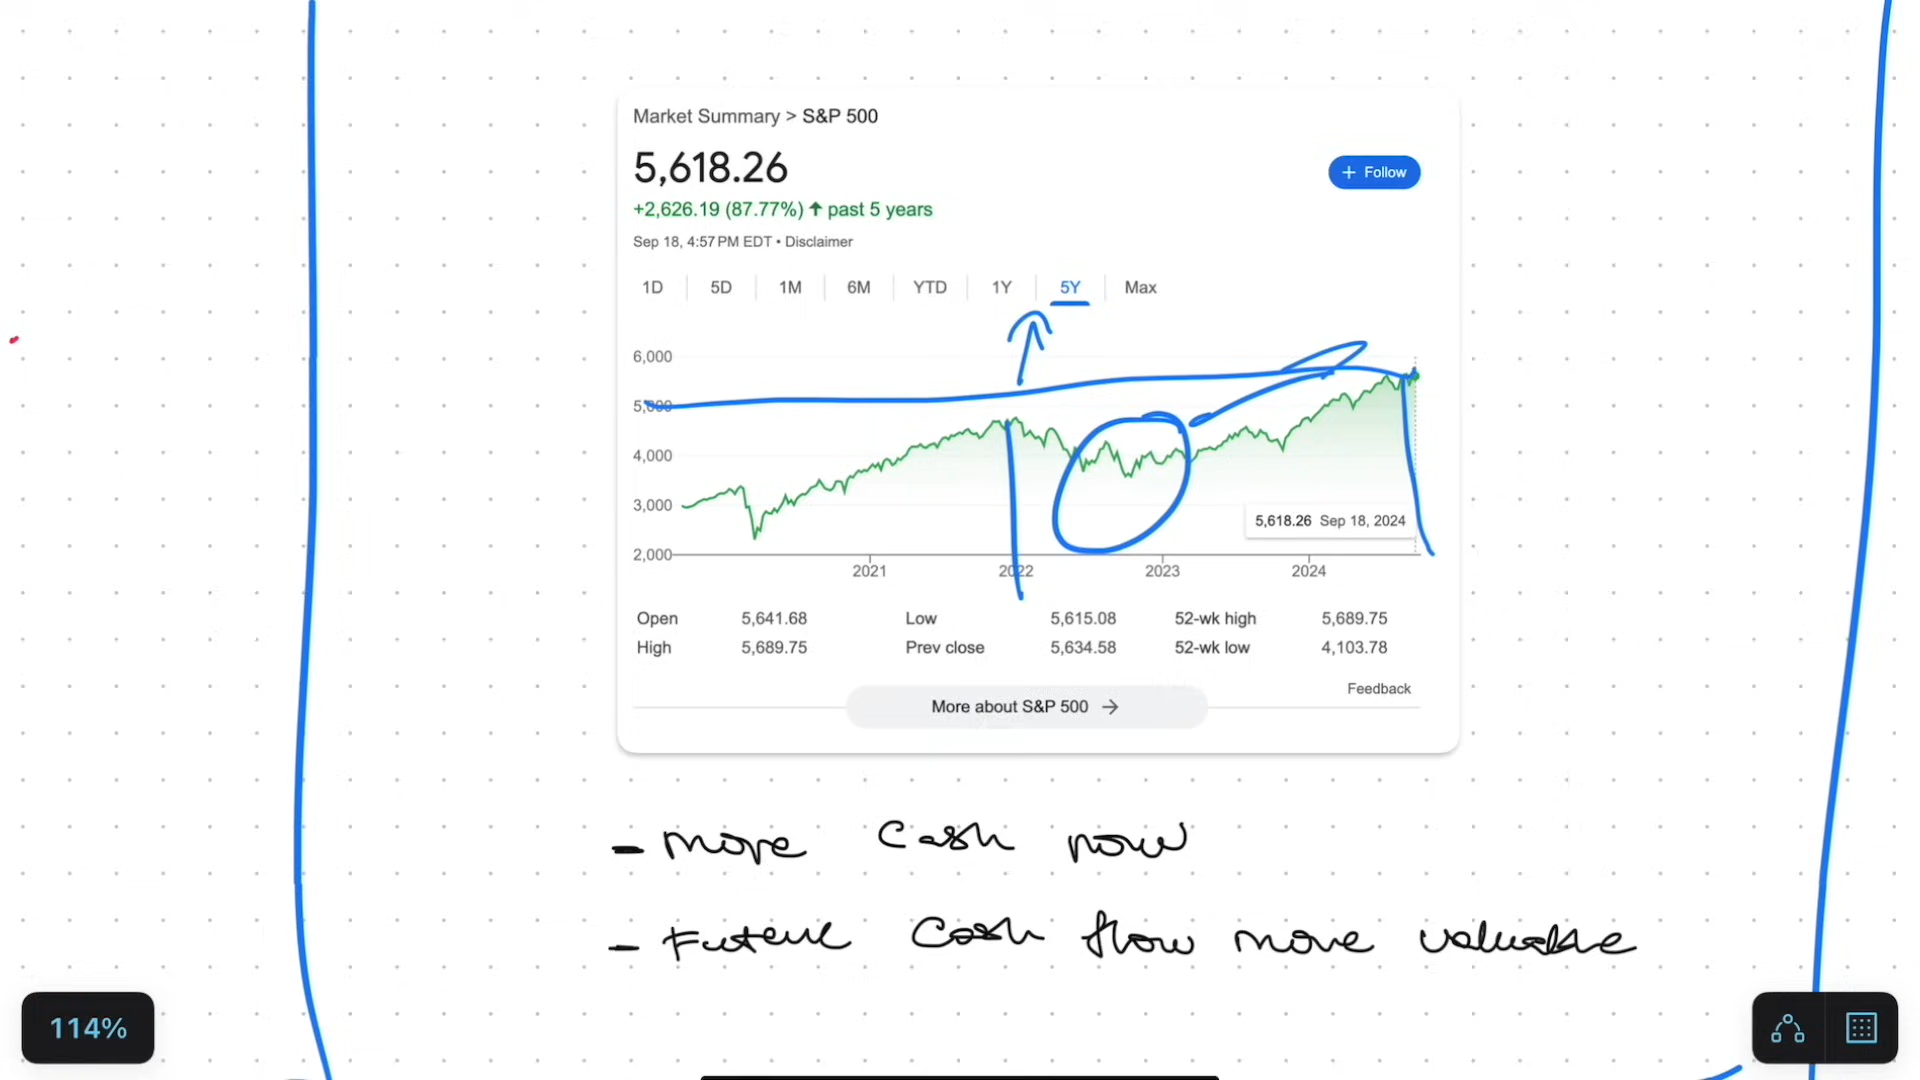 Market Summary > S&P 500
5,618.26
+ Follow
+2,626.19 (87.77%) ↑ past 5 years
Sep 18, 4:57 PM EDT • Disclaimer
1D 5D 1M 6M YTD 1Y 5Y Max
6,000
5,000
4,000
3,000
2,000
5,618.26 Sep 18, 2024
2021 2022 2023 2024
Open 5,641.68 Low 5,615.08 52-wk high 5,689.75
High 5,689.75 Prev close 5,634.58 52-wk low 4,103.78
Feedback
More about S&P 500 →
- more cash now
- Future cash flow more valuable
114%